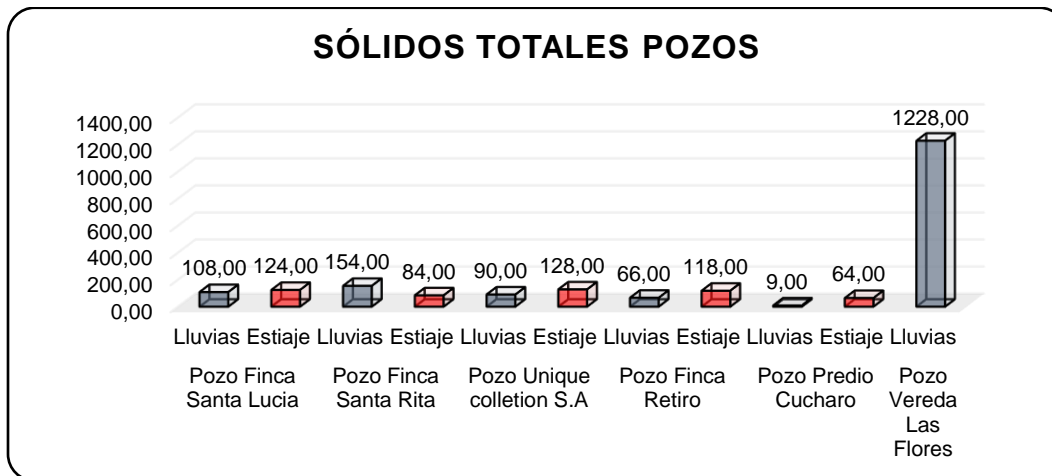 SÓLIDOS TOTALES POZOS
1400,00
1200,00
1000,00
800,00
600,00
400,00
200,00
0,00
108,00 124,00 154,00 84,00 90,00 128,00 66,00 118,00 9,00 64,00 1228,00
Lluvias Estiaje Lluvias Estiaje Lluvias Estiaje Lluvias Estiaje Lluvias Estiaje Lluvias
Pozo Finca
Santa Lucia
Pozo Finca
Santa Rita
Pozo Unique
colletion S.A
Pozo Finca
Retiro
Pozo Predio
Cucharo
Pozo
Vereda
Las
Flores